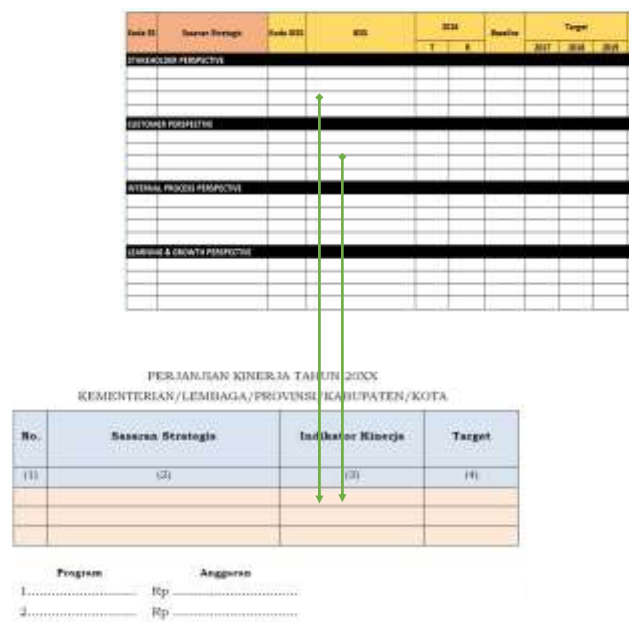 Kode SS Sasaran Strategis Kode IKSS IKSS 2016 Baseline Target
T R 2017 2018 2019
STAKEHOLDER PERSPECTIVE
CUSTOMER PERSPECTIVE
INTERNAL PROCESS PERSPECTIVE
LEARNING & GROWTH PERSPECTIVE
PERJANJIAN KINERJA TAHUN 20XX
KEMENTERIAN/LEMBAGA/PROVINSI/KABUPATEN/KOTA
No. Sasaran Strategis Indikator Kinerja Target
(1) (2) (3) (4)
Program Anggaran
1............................ Rp ................................
2............................ Rp ................................